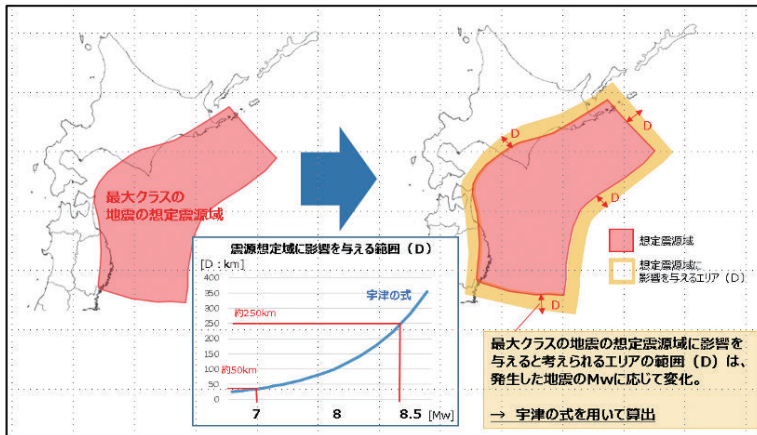 最大クラスの
地震の想定震源域
震源想定域に影響を与える範囲（D）
[D：km]
宇津の式
400
350
300
250
200
150
100
50
0
約250km
約50km
7
8
8.5
[Mw]
D
D
D
D
想定震源域
想定震源域に
影響を与えるエリア（D）
最大クラスの地震の想定震源域に影響を
与えると考えられるエリアの範囲（D）は、
発生した地震のMwに応じて変化。
→ 宇津の式を用いて算出